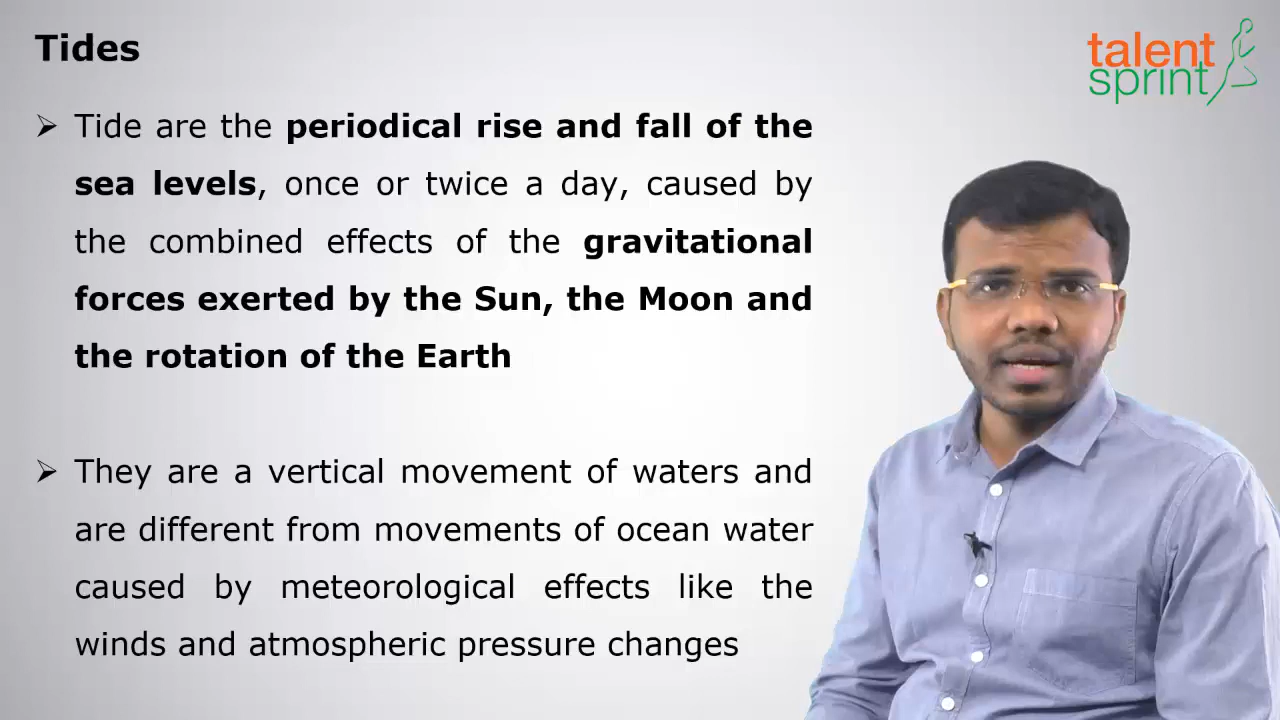 Tides
talent
sprint
➢ Tide are the periodical rise and fall of the
sea levels, once or twice a day, caused by
the combined effects of the gravitational
forces exerted by the Sun, the Moon and
the rotation of the Earth
➢ They are a vertical movement of waters and
are different from movements of ocean water
caused by meteorological effects like the
winds and atmospheric pressure changes